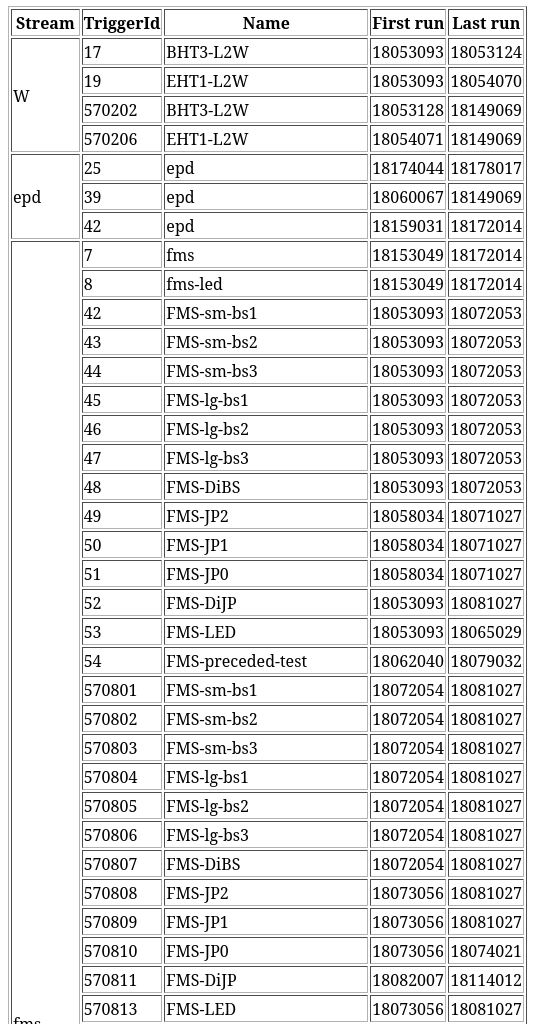 Stream TriggerId Name First run Last run
W 17 BHT3-L2W 18053093 18053124
19 EHT1-L2W 18053093 18054070
570202 BHT3-L2W 18053128 18149069
570206 EHT1-L2W 18054071 18149069
epd 25 epd 18174044 18178017
39 epd 18060067 18149069
42 epd 18159031 18172014
fms 7 fms 18153049 18172014
8 fms-led 18153049 18172014
42 FMS-sm-bs1 18053093 18072053
43 FMS-sm-bs2 18053093 18072053
44 FMS-sm-bs3 18053093 18072053
45 FMS-lg-bs1 18053093 18072053
46 FMS-lg-bs2 18053093 18072053
47 FMS-lg-bs3 18053093 18072053
48 FMS-DiBS 18053093 18072053
49 FMS-JP2 18058034 18071027
50 FMS-JP1 18058034 18071027
51 FMS-JP0 18058034 18071027
52 FMS-DiJP 18053093 18081027
53 FMS-LED 18053093 18065029
54 FMS-preceded-test 18062040 18079032
570801 FMS-sm-bs1 18072054 18081027
570802 FMS-sm-bs2 18072054 18081027
570803 FMS-sm-bs3 18072054 18081027
570804 FMS-lg-bs1 18072054 18081027
570805 FMS-lg-bs2 18072054 18081027
570806 FMS-lg-bs3 18072054 18081027
570807 FMS-DiBS 18072054 18081027
570808 FMS-JP2 18073056 18081027
570809 FMS-JP1 18073056 18081027
570810 FMS-JP0 18073056 18074021
570811 FMS-DiJP 18082007 18114012
570813 FMS-LED 18073056 18081027